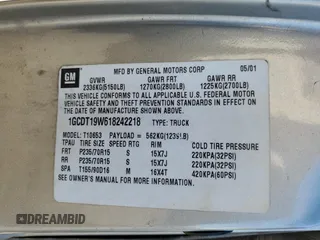 GM
MFD BY GENERAL MOTORS CORP 05/01
GVWR GAWR FRT GAWR RR
2336KG(5150LB) 1270KG(2800LB) 1225KG(2700LB)
THIS VEHICLE CONFORMS TO ALL APPLICABLE U.S. FEDERAL MOTOR
VEHICLE SAFETY AND THEFT PREVENTION STANDARDS IN EFFECT ON
THE DATE OF MANUFACTURE SHOWN ABOVE.
1GCDT19W618242218 TYPE: TRUCK
MODEL: T10653 PAYLOAD = 562KG(1239LB)
TPAU TIRE SIZE SPEED RTG RIM COLD TIRE PRESSURE
FRT P235/70R15 S 15X7J 220KPA(32PSI)
RR P235/70R15 S 15X7J 220KPA(32PSI)
SPA T155/90D16 M 16X4T 420KPA(60PSI)
SEE OWNER'S MANUAL FOR MORE INFORMATION.
DREAMBID